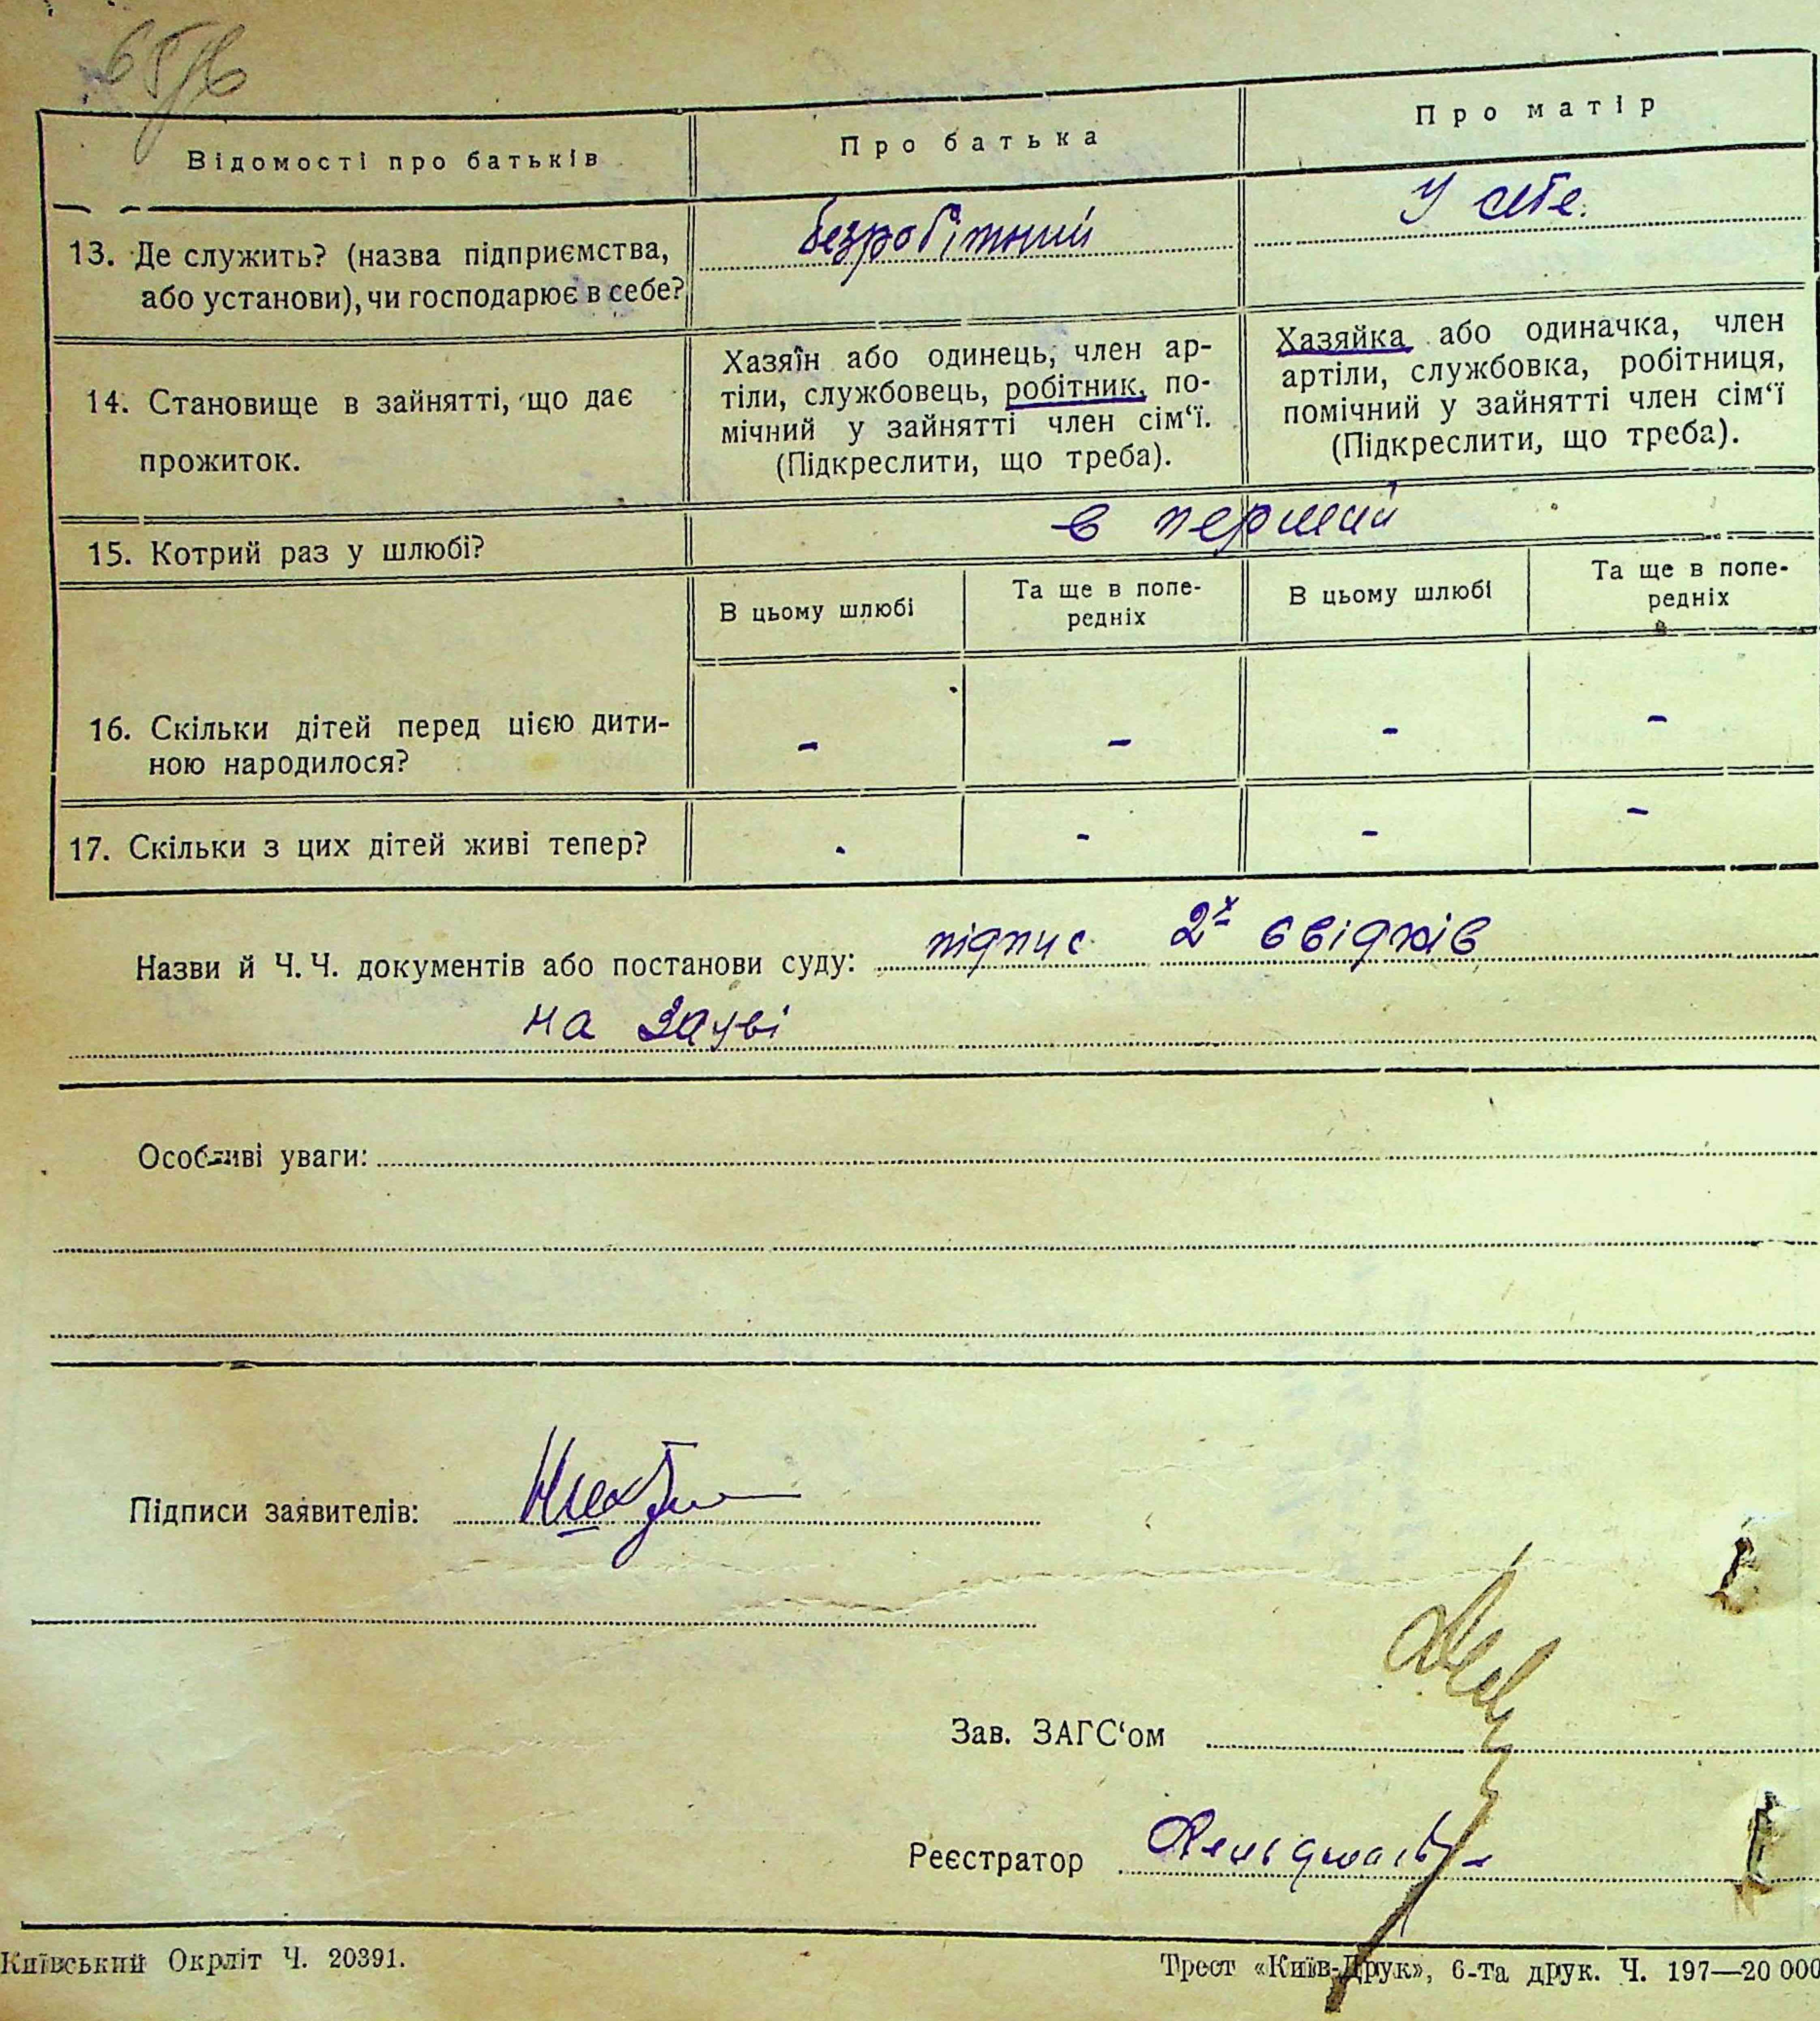 Відомості про батьків
Про батька
Про матір
13. Де служить? (назва підприємства,
або установи), чи господарює в себе?
безробітний
У себе.
14. Становище в зайнятті, що дає
прожиток.
Хазяїн або одинець, член ар-
тіли, службовець, робітник, по-
мічний у зайнятті член сім‘ї.
(Підкреслити, що треба).
Хазяйка або одиначка, член
артіли, службовка, робітниця,
помічний у зайнятті член сім‘ї
(Підкреслити, що треба).
15. Котрий раз у шлюбі?
в перший
В цьому шлюбі
Та ще в попе-
редніх
В цьому шлюбі
Та ще в попе-
редніх
16. Скільки дітей перед цією дити-
ною народилося?
- - - -
17. Скільки з цих дітей живі тепер?
- - - -
Назви й Ч. Ч. документів або постанови суду: підпис 2х свідків
на заяві
Особливі уваги:
Підписи заявителів:
Зав. ЗАГС‘ом
Реєстратор
Київський Окрліт Ч. 20391.
Трест «Київ-Друк», 6-та друк. Ч. 197—20 000